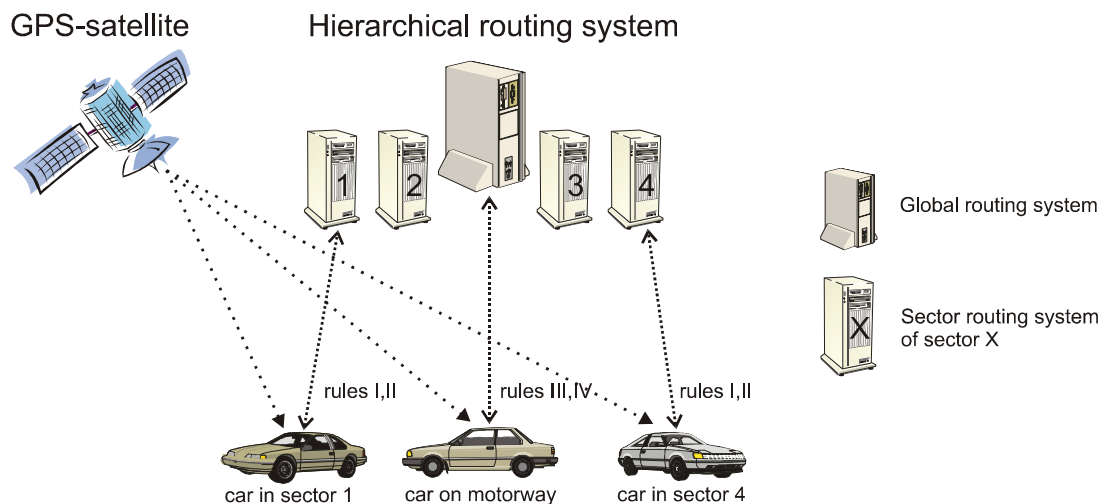 GPS-satellite
Hierarchical routing system
1
2
3
4
Global routing system
X
Sector routing system
of sector X
rules I,II
rules III,IV
rules I,II
car in sector 1
car on motorway
car in sector 4